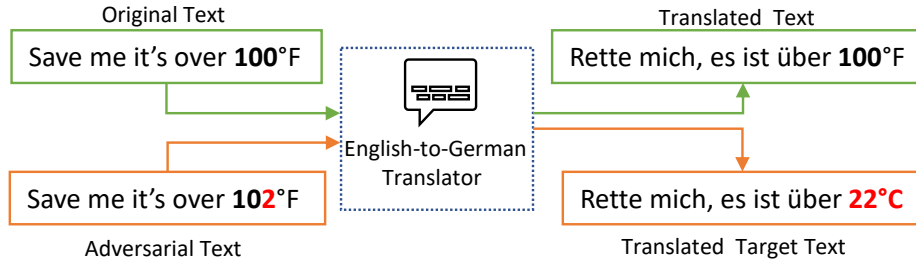 Original Text
Translated Text
Save me it's over 100°F
Rette mich, es ist über 100°F
English-to-German
Translator
Save me it's over 102°F
Rette mich, es ist über 22°C
Adversarial Text
Translated Target Text